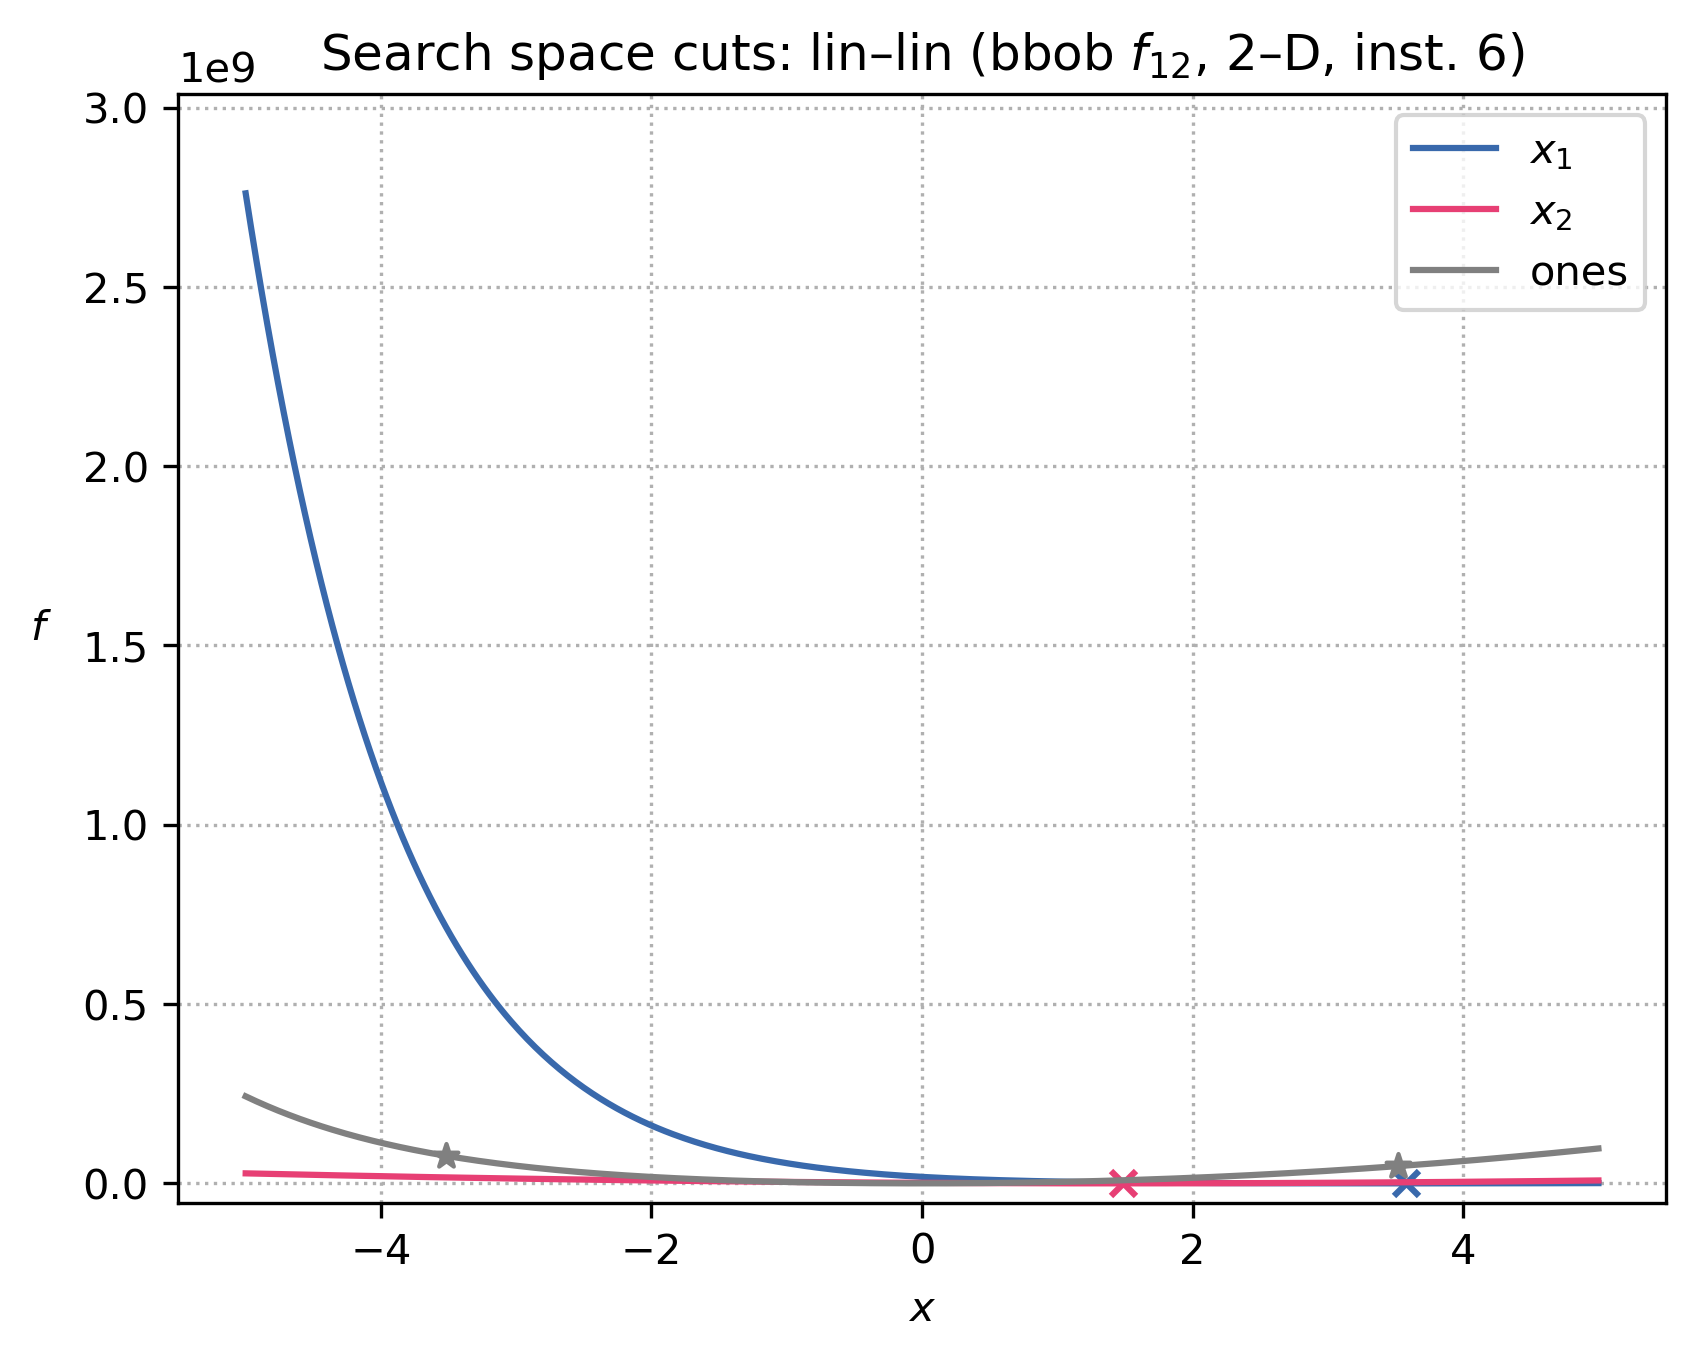 Search space cuts: lin–lin (bbob f₁₂, 2–D, inst. 6)
1e9
3.0
2.5
2.0
1.5
1.0
0.5
0.0
f
x₁
x₂
ones
−4 −2 0 2 4
x